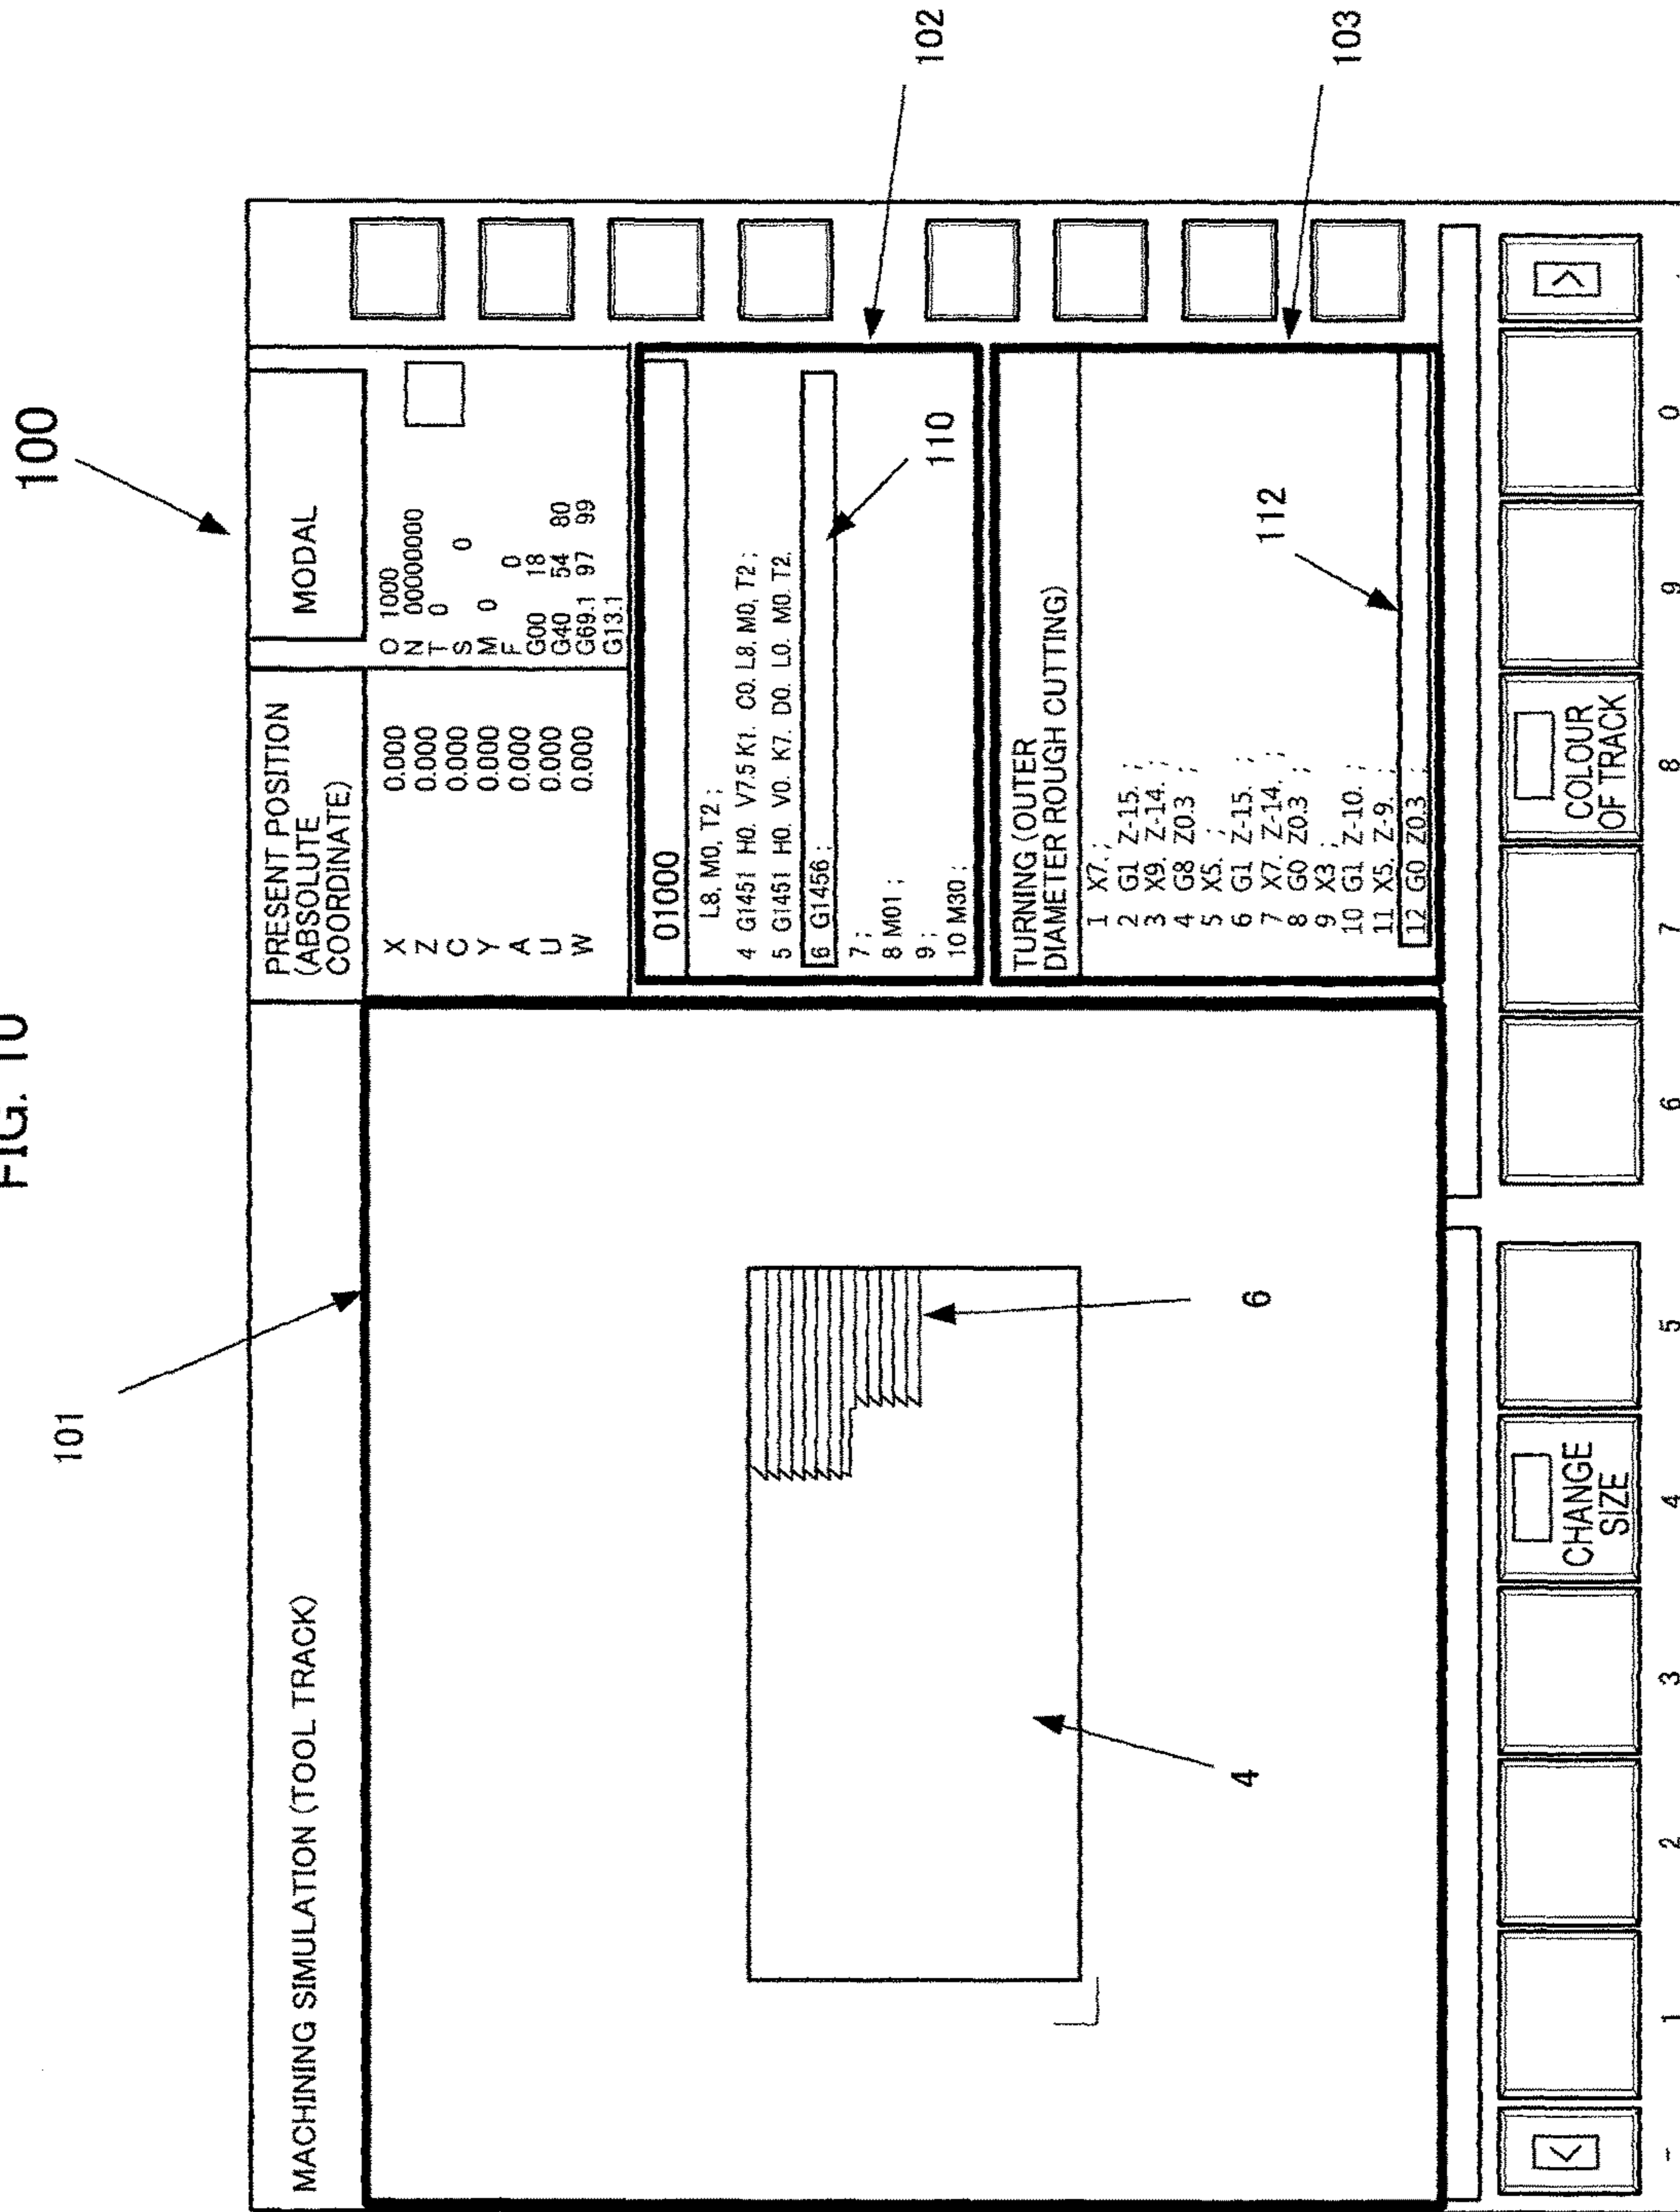 FIG. 10
100
101
MACHINING SIMULATION (TOOL TRACK)
PRESENT POSITION
(ABSOLUTE
COORDINATE)
X 0.000
Z 0.000
C 0.000
Y 0.000
A 0.000
U 0.000
W 0.000
MODAL
O 1000
N 00000000
T 0
S 0
M 0
F 0
G00 18
G40 54 80
G69.1 97 99
G13.1
01000
L8. M0, T2 ;
4 G1451 H0. V7.5 K1. C0. L8. M0, T2 ;
5 G1451 H0. V0. K7. D0. L0. M0. T2.
6 G1456 ;
7 ;
8 M01 ;
9 ;
10 M30 ;
110
102
TURNING (OUTER
DIAMETER ROUGH CUTTING)
1 X7. ;
2 G1 Z-15. ;
3 X9. Z-14. ;
4 G8 Z0.3 ;
5 X5. ;
6 G1 Z-15. ;
7 X7. Z-14. ;
8 G0 Z0.3 ;
9 X3 ;
10 G1 Z-10. ;
11 X5. Z-9. ;
12 G0 Z0.3 ;
112
103
6
4
<
CHANGE
SIZE
COLOUR
OF TRACK
>
1 2 3 4 5 6 7 8 9 0